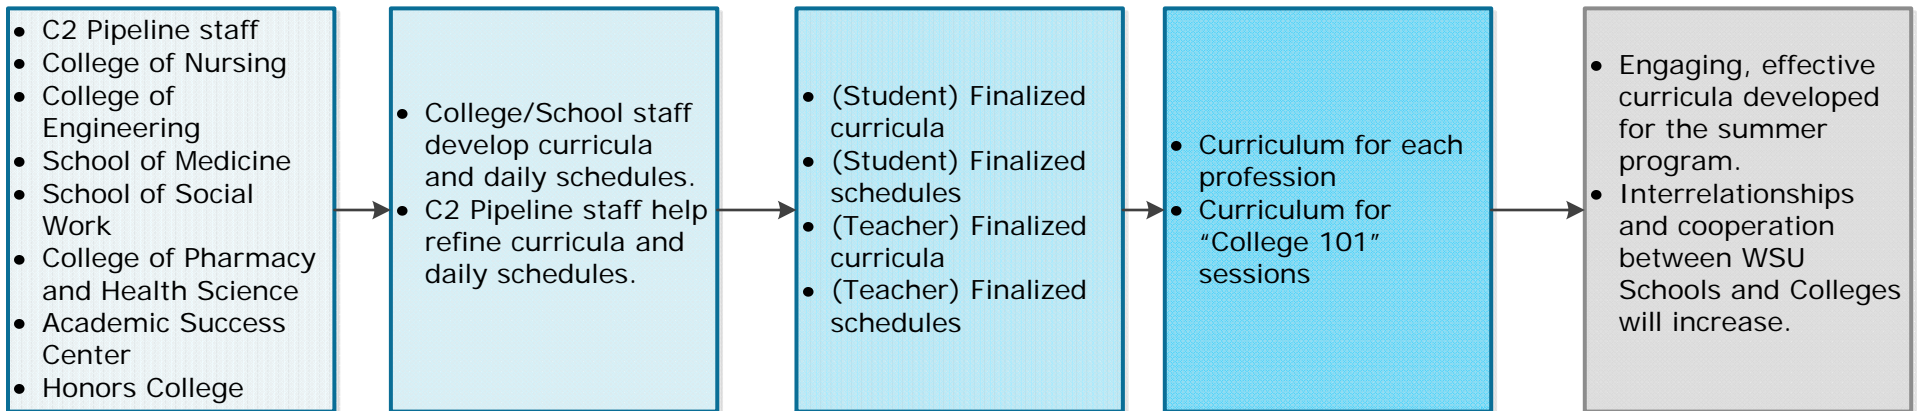 • C2 Pipeline staff
• College of Nursing
• College of
Engineering
• School of Medicine
• School of Social
Work
• College of Pharmacy
and Health Science
• Academic Success
Center
• Honors College
• College/School staff
develop curricula
and daily schedules.
• C2 Pipeline staff help
refine curricula and
daily schedules.
• (Student) Finalized
curricula
• (Student) Finalized
schedules
• (Teacher) Finalized
curricula
• (Teacher) Finalized
schedules
• Curriculum for each
profession
• Curriculum for
“College 101”
sessions
• Engaging, effective
curricula developed
for the summer
program.
• Interrelationships
and cooperation
between WSU
Schools and Colleges
will increase.